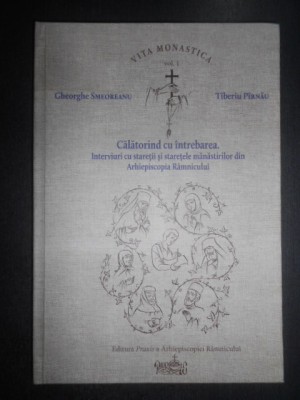 VITA MONASTICA
vol. 1
Gheorghe SMEOREANU
Tiberiu PÎRNĂU
Călătorind cu întrebarea.
Interviuri cu stareții și starețele mănăstirilor din
Arhiepiscopia Râmnicului
Editura Praxis a Arhiepiscopiei Râmnicului